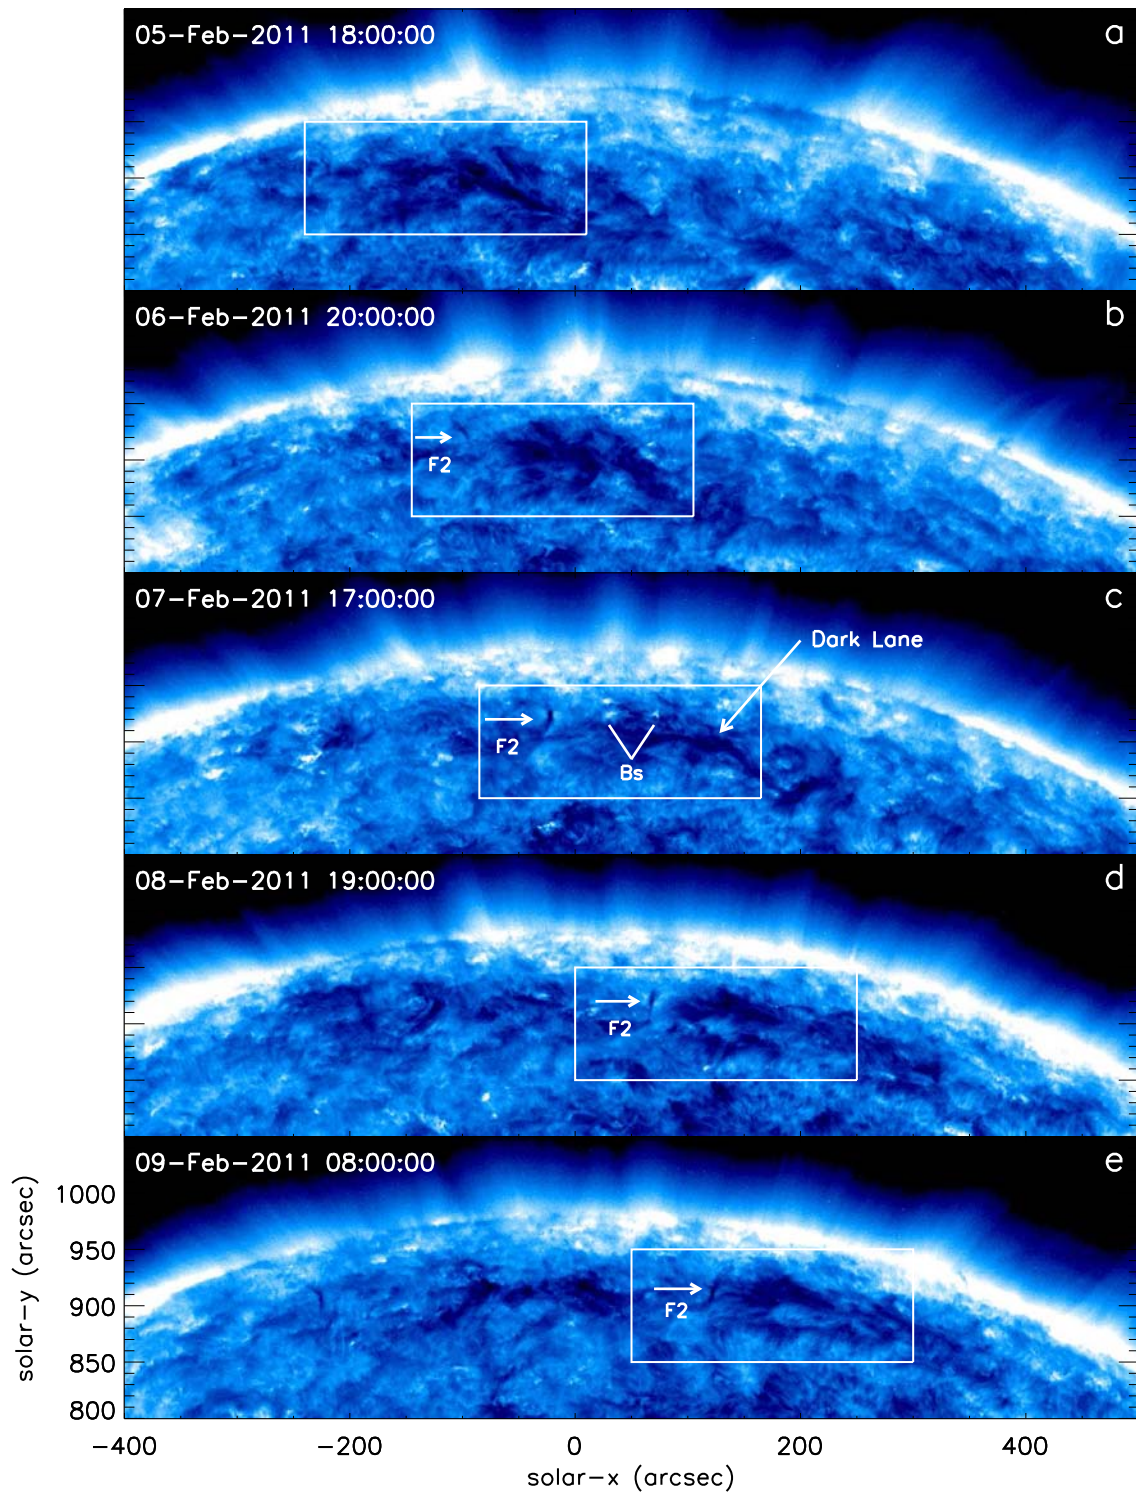 05-Feb-2011 18:00:00 a
06-Feb-2011 20:00:00 b
F2
07-Feb-2011 17:00:00 c
Dark Lane
F2
Bs
08-Feb-2011 19:00:00 d
F2
09-Feb-2011 08:00:00 e
F2
1000
950
900
850
800
solar-y (arcsec)
-400 -200 0 200 400
solar-x (arcsec)